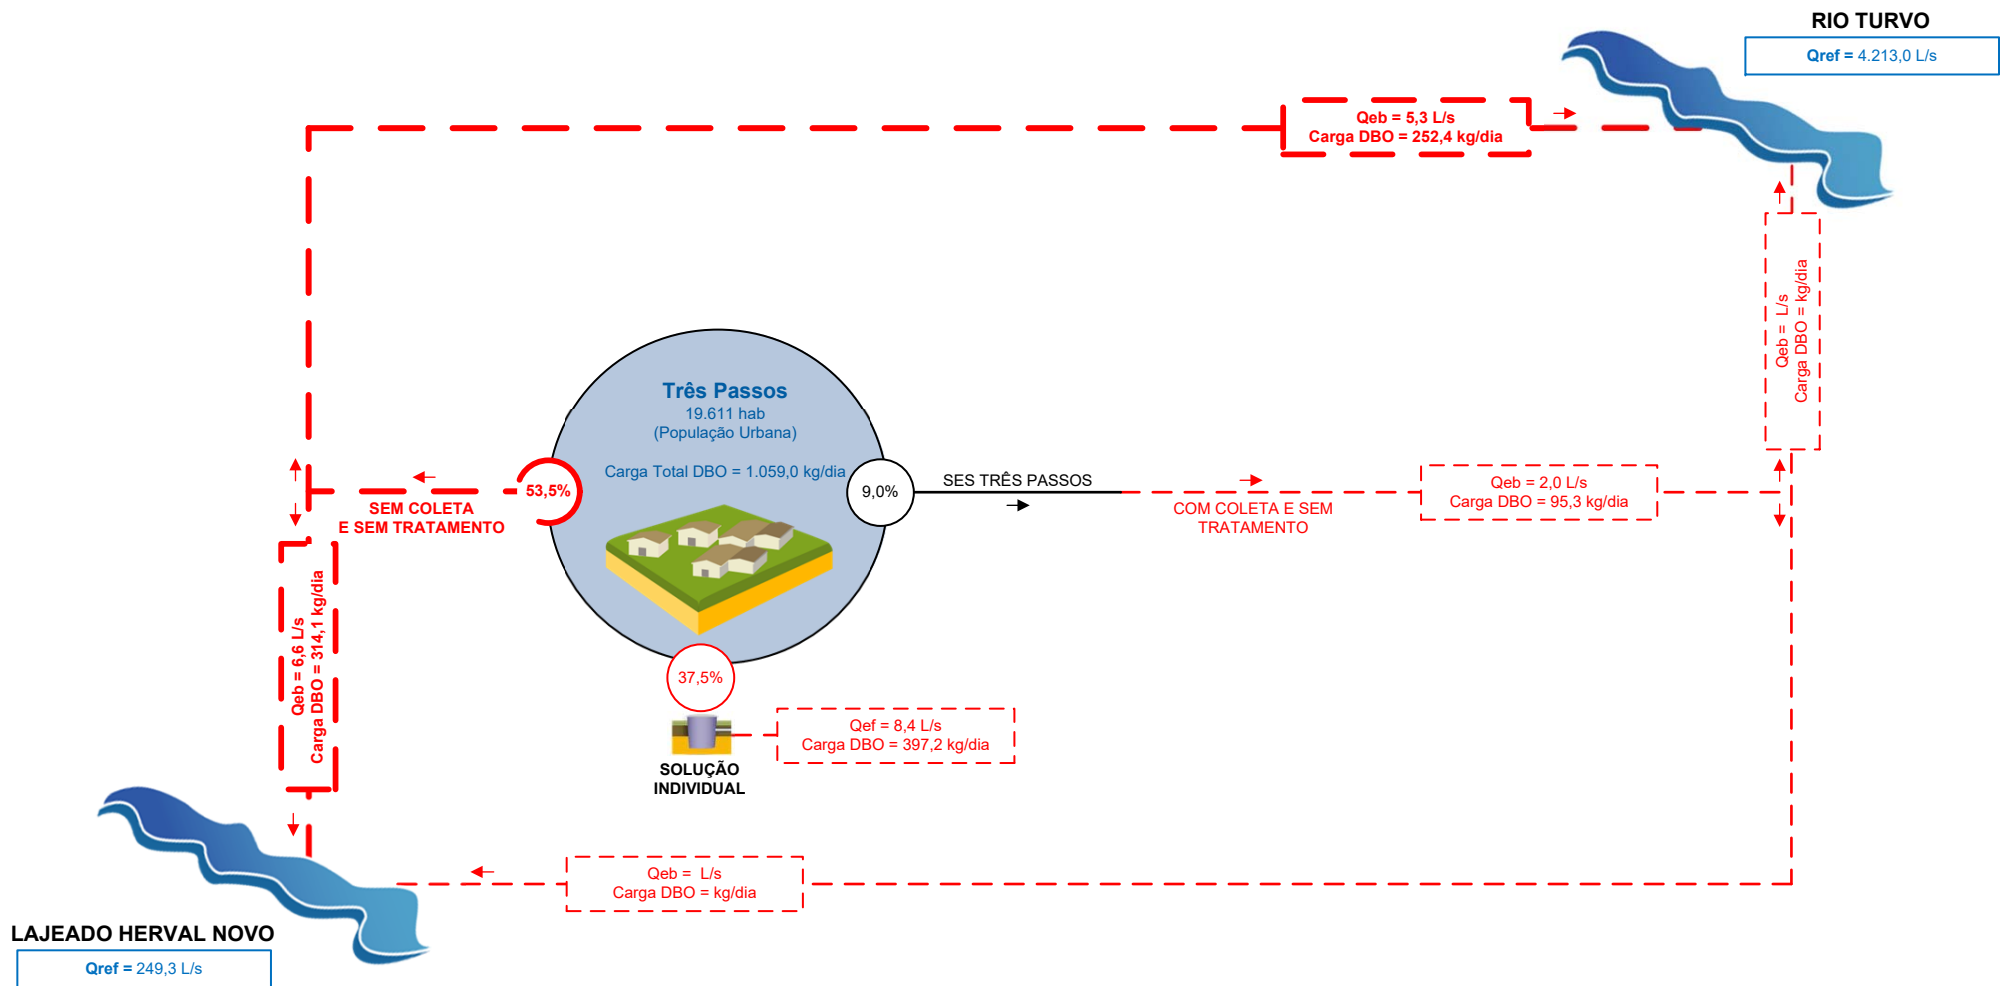 RIO TURVO
Qref = 4.213,0 L/s
Qeb = 5,3 L/s
Carga DBO = 252,4 kg/dia
Qeb =  L/s
Carga DBO = kg/dia
Três Passos
19.611 hab
(População Urbana)
Carga Total DBO = 1.059,0 kg/dia
53,5%
9,0%
SEM COLETA
E SEM TRATAMENTO
SES TRÊS PASSOS
COM COLETA E SEM
TRATAMENTO
Qeb = 2,0 L/s
Carga DBO = 95,3 kg/dia
Qeb = 6,6 L/s
Carga DBO = 314,1 kg/dia
37,5%
Qef = 8,4 L/s
Carga DBO = 397,2 kg/dia
SOLUÇÃO
INDIVIDUAL
Qeb =  L/s
Carga DBO = kg/dia
LAJEADO HERVAL NOVO
Qref = 249,3 L/s